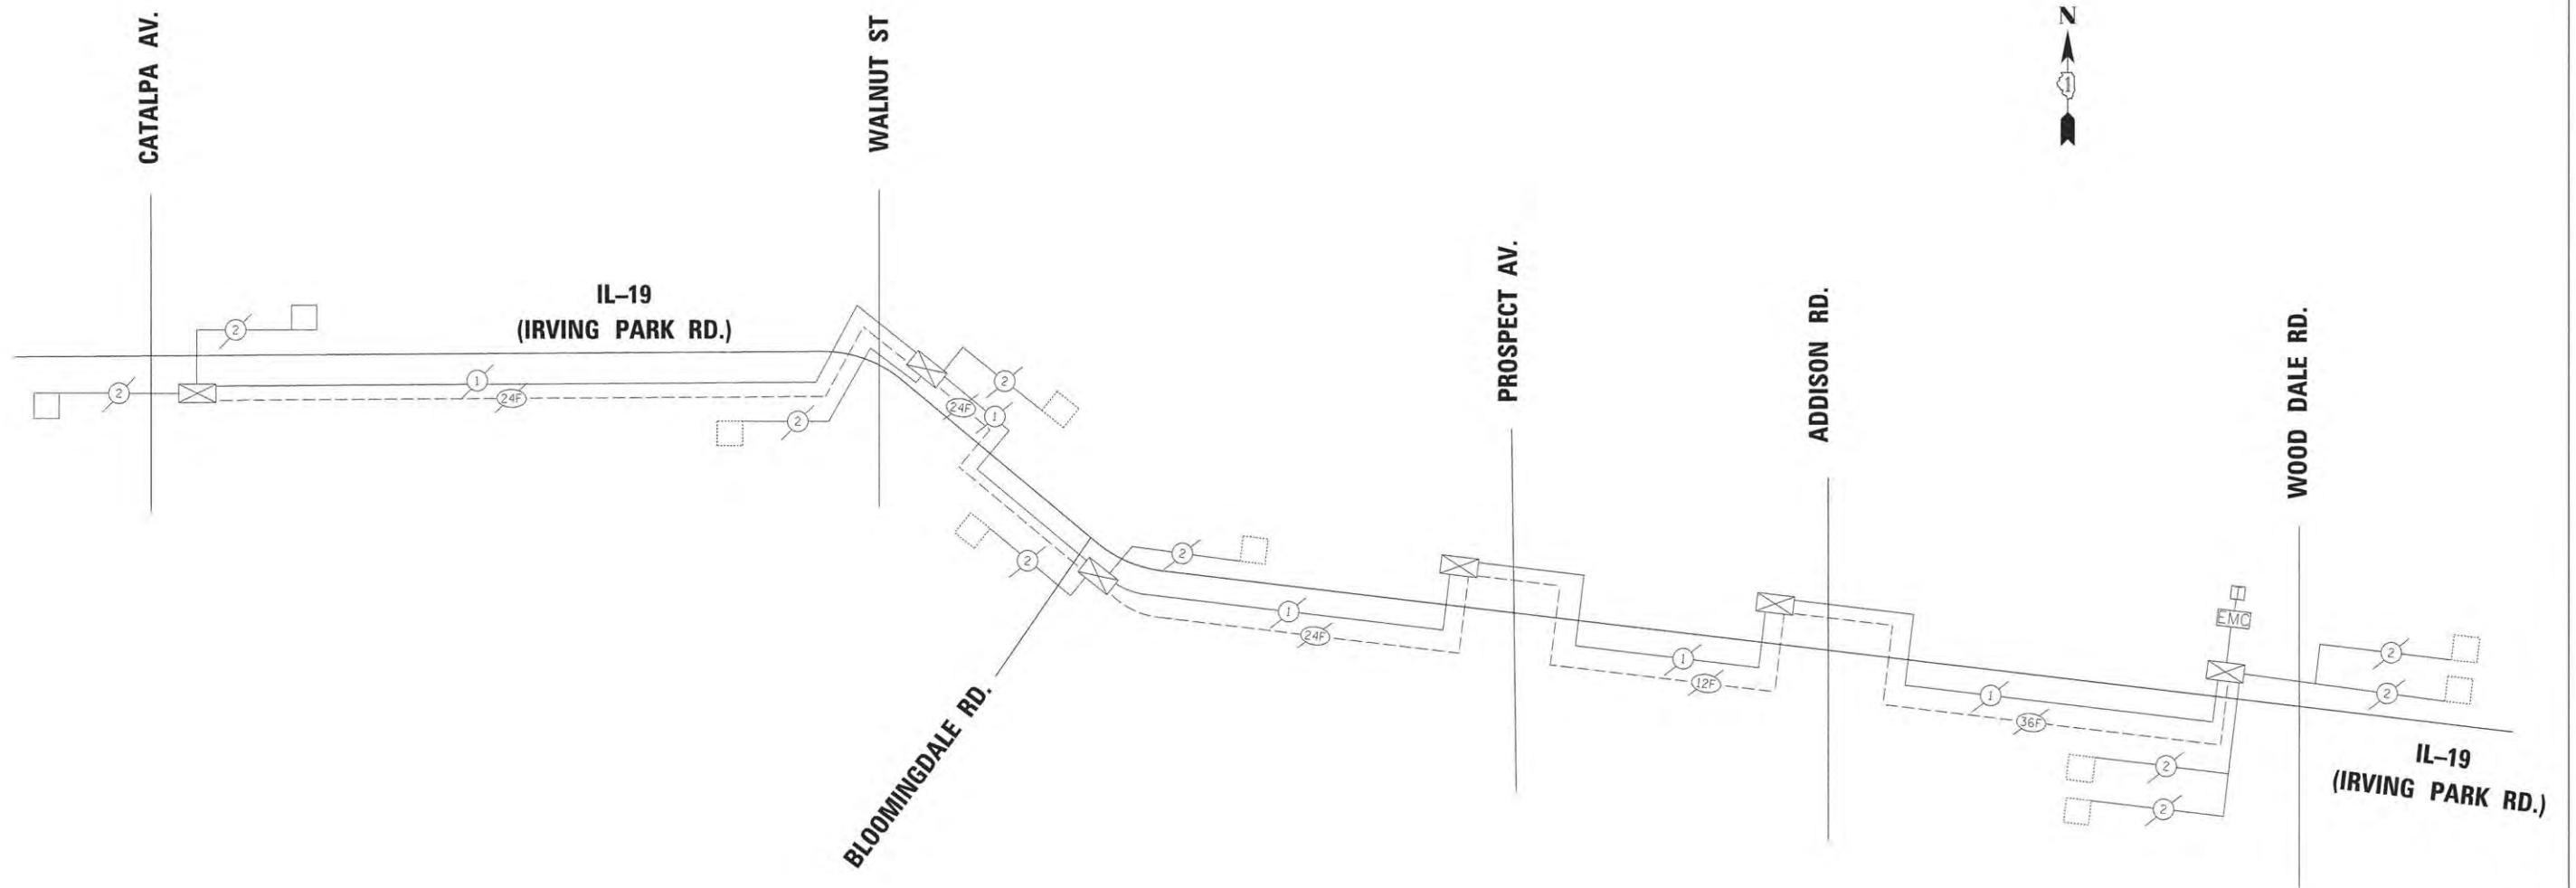 CATALPA AV.
WALNUT ST
N
1
IL-19
(IRVING PARK RD.)
2
2
1
24F
2
24F
1
2
PROSPECT AV.
ADDISON RD.
WOOD DALE RD.
2
2
1
24F
1
12F
1
36F
T
EMC
2
2
2
2
BLOOMINGDALE RD.
IL-19
(IRVING PARK RD.)